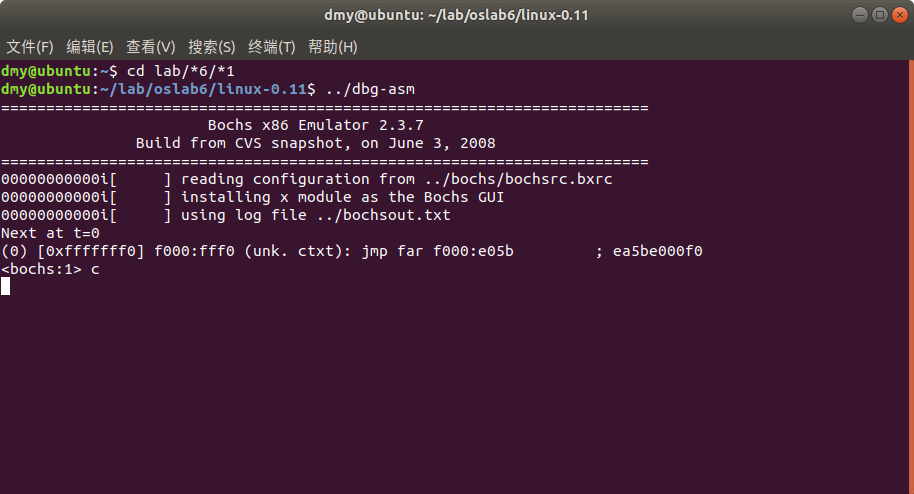 dmy@ubuntu: ~/lab/oslab6/linux-0.11
文件(F) 编辑(E) 查看(V) 搜索(S) 终端(T) 帮助(H)
dmy@ubuntu:~$ cd lab/*6/*1
dmy@ubuntu:~/lab/oslab6/linux-0.11$ ../dbg-asm
========================================================================
Bochs x86 Emulator 2.3.7
Build from CVS snapshot, on June 3, 2008
========================================================================
00000000000i[     ] reading configuration from ../bochs/bochsrc.bxrc
00000000000i[     ] installing x module as the Bochs GUI
00000000000i[     ] using log file ../bochsout.txt
Next at t=0
(0) [0xfffffff0] f000:fff0 (unk. ctxt): jmp far f000:e05b         ; ea5be000f0
<bochs:1> c